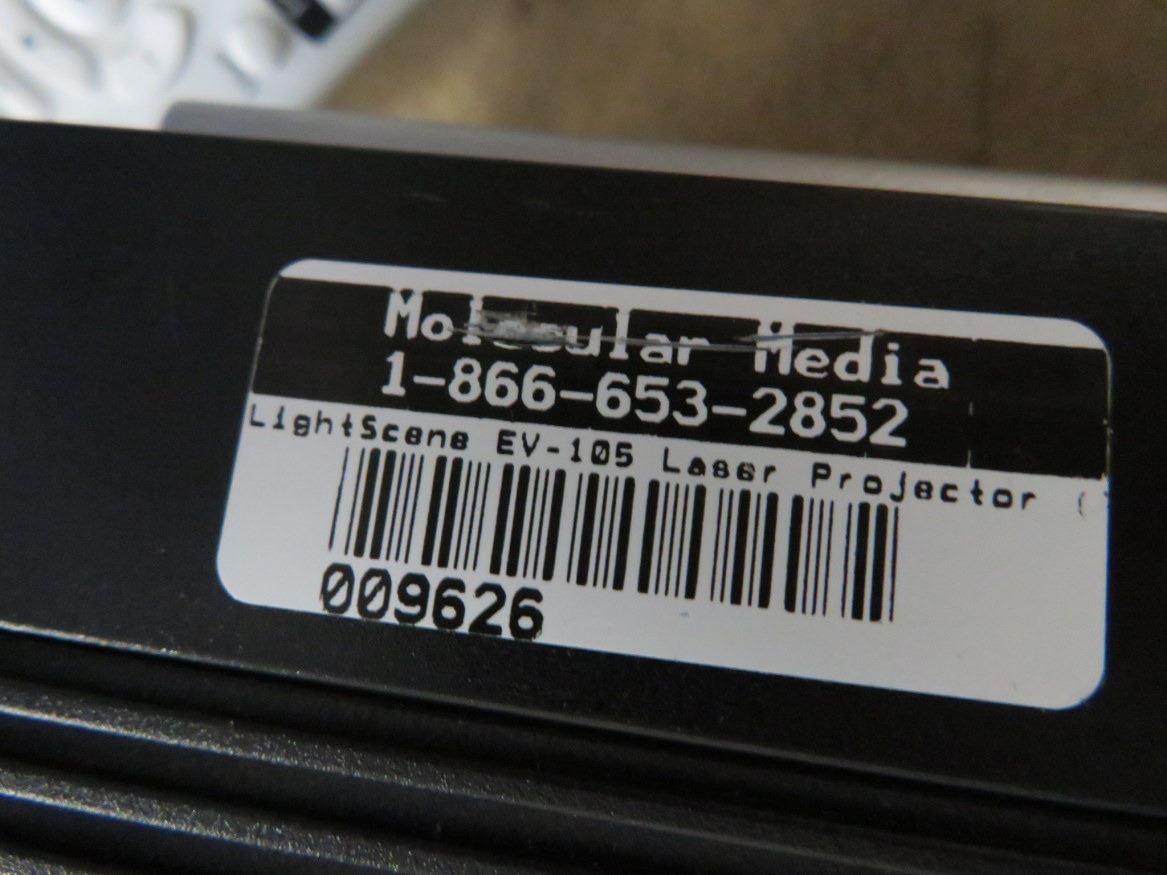 Molecular Media
1-866-653-2852
LightScene EV-105 Laser Projector (
009626